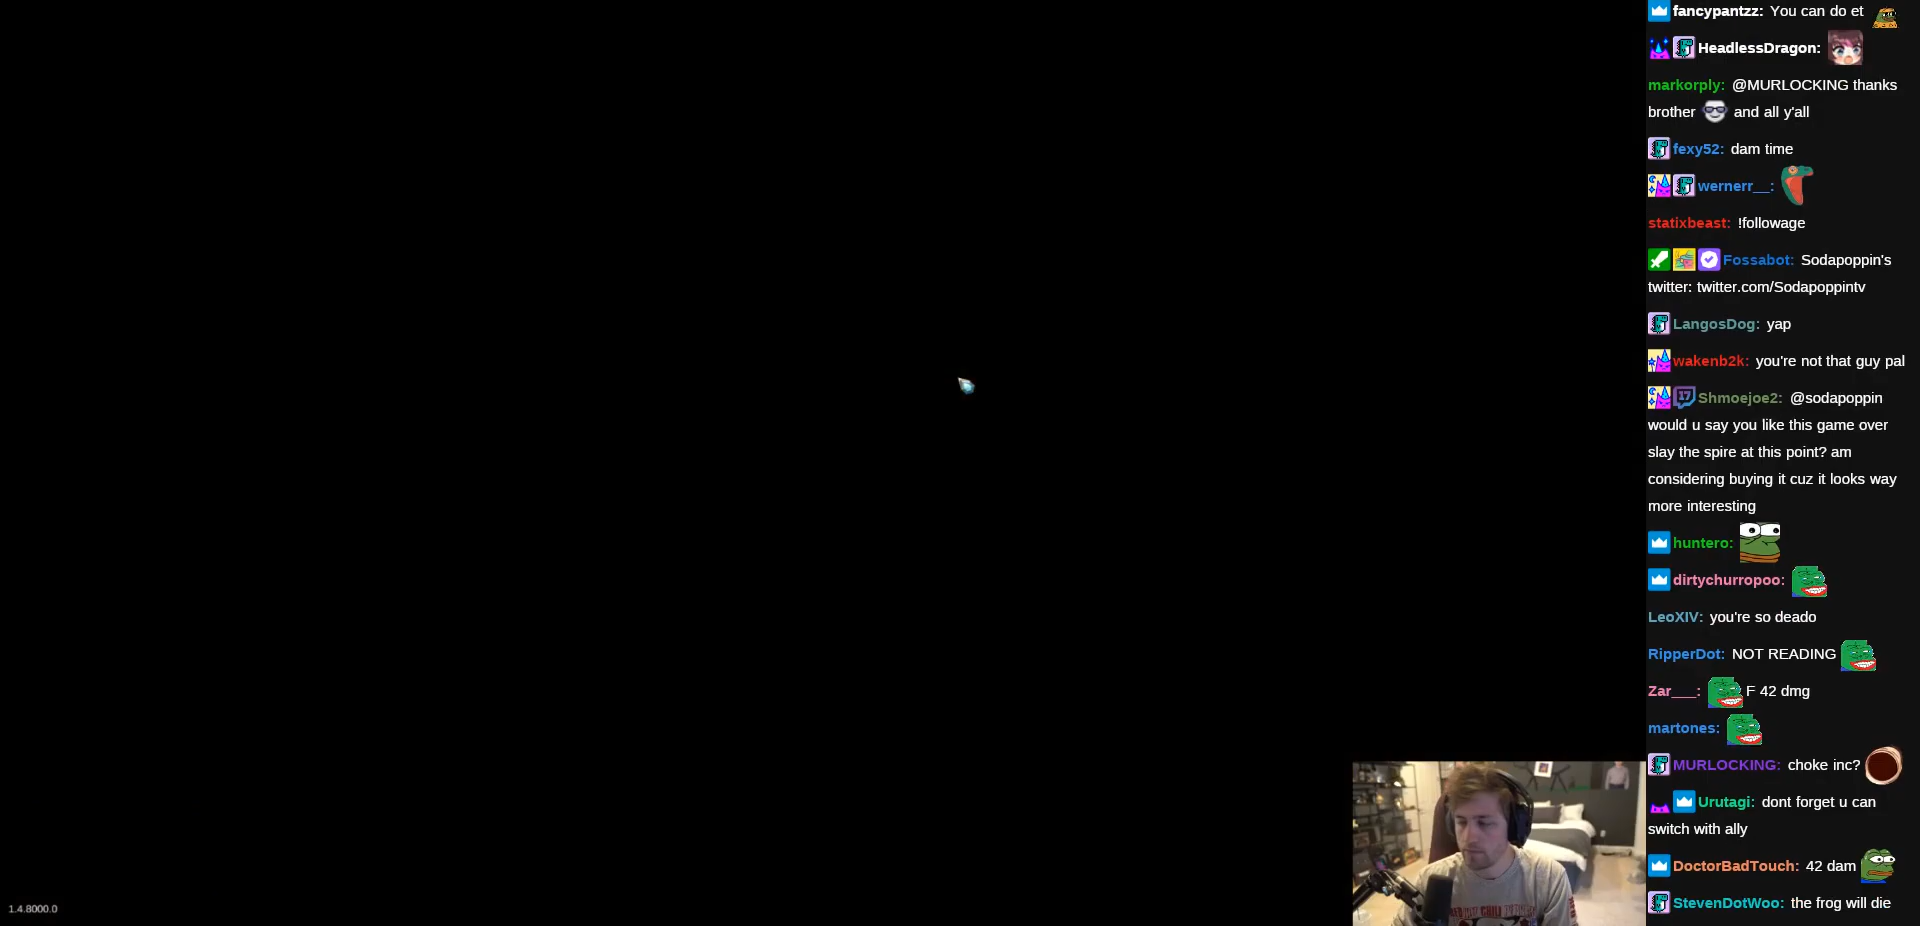 fancypantzz: You can do et
HeadlessDragon:
markorply: @MURLOCKING thanks
brother and all y'all
fexy52: dam time
wernerr__:
statixbeast: !followage
Fossabot: Sodapoppin's
twitter: twitter.com/Sodapoppintv
LangosDog: yap
wakenb2k: you're not that guy pal
17 Shmoejoe2: @sodapoppin
would u say you like this game over
slay the spire at this point? am
considering buying it cuz it looks way
more interesting
huntero:
dirtychurropoo:
LeoXIV: you're so deado
RipperDot: NOT READING
Zar___: F 42 dmg
martones:
MURLOCKING: choke inc?
Urutagi: dont forget u can
switch with ally
DoctorBadTouch: 42 dam
StevenDotWoo: the frog will die
1.4.8000.0